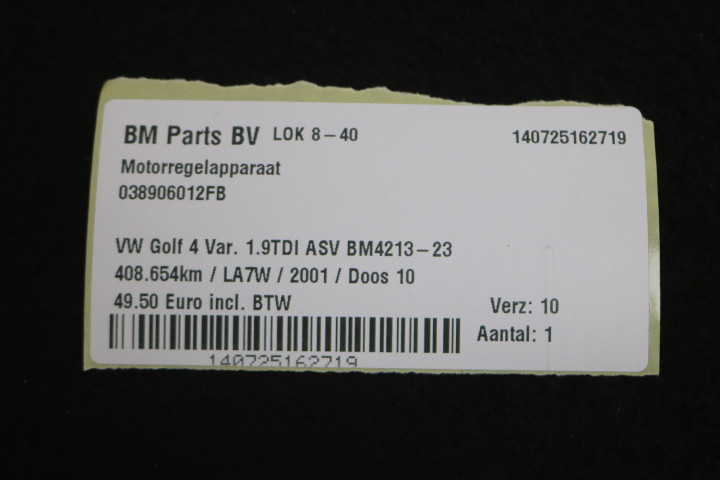 BM Parts BV LOK 8-40 140725162719
Motorregelapparaat
038906012FB
VW Golf 4 Var. 1.9TDI ASV BM4213-23
408.654km / LA7W / 2001 / Doos 10
49.50 Euro incl. BTW Verz: 10
Aantal: 1
140725162719